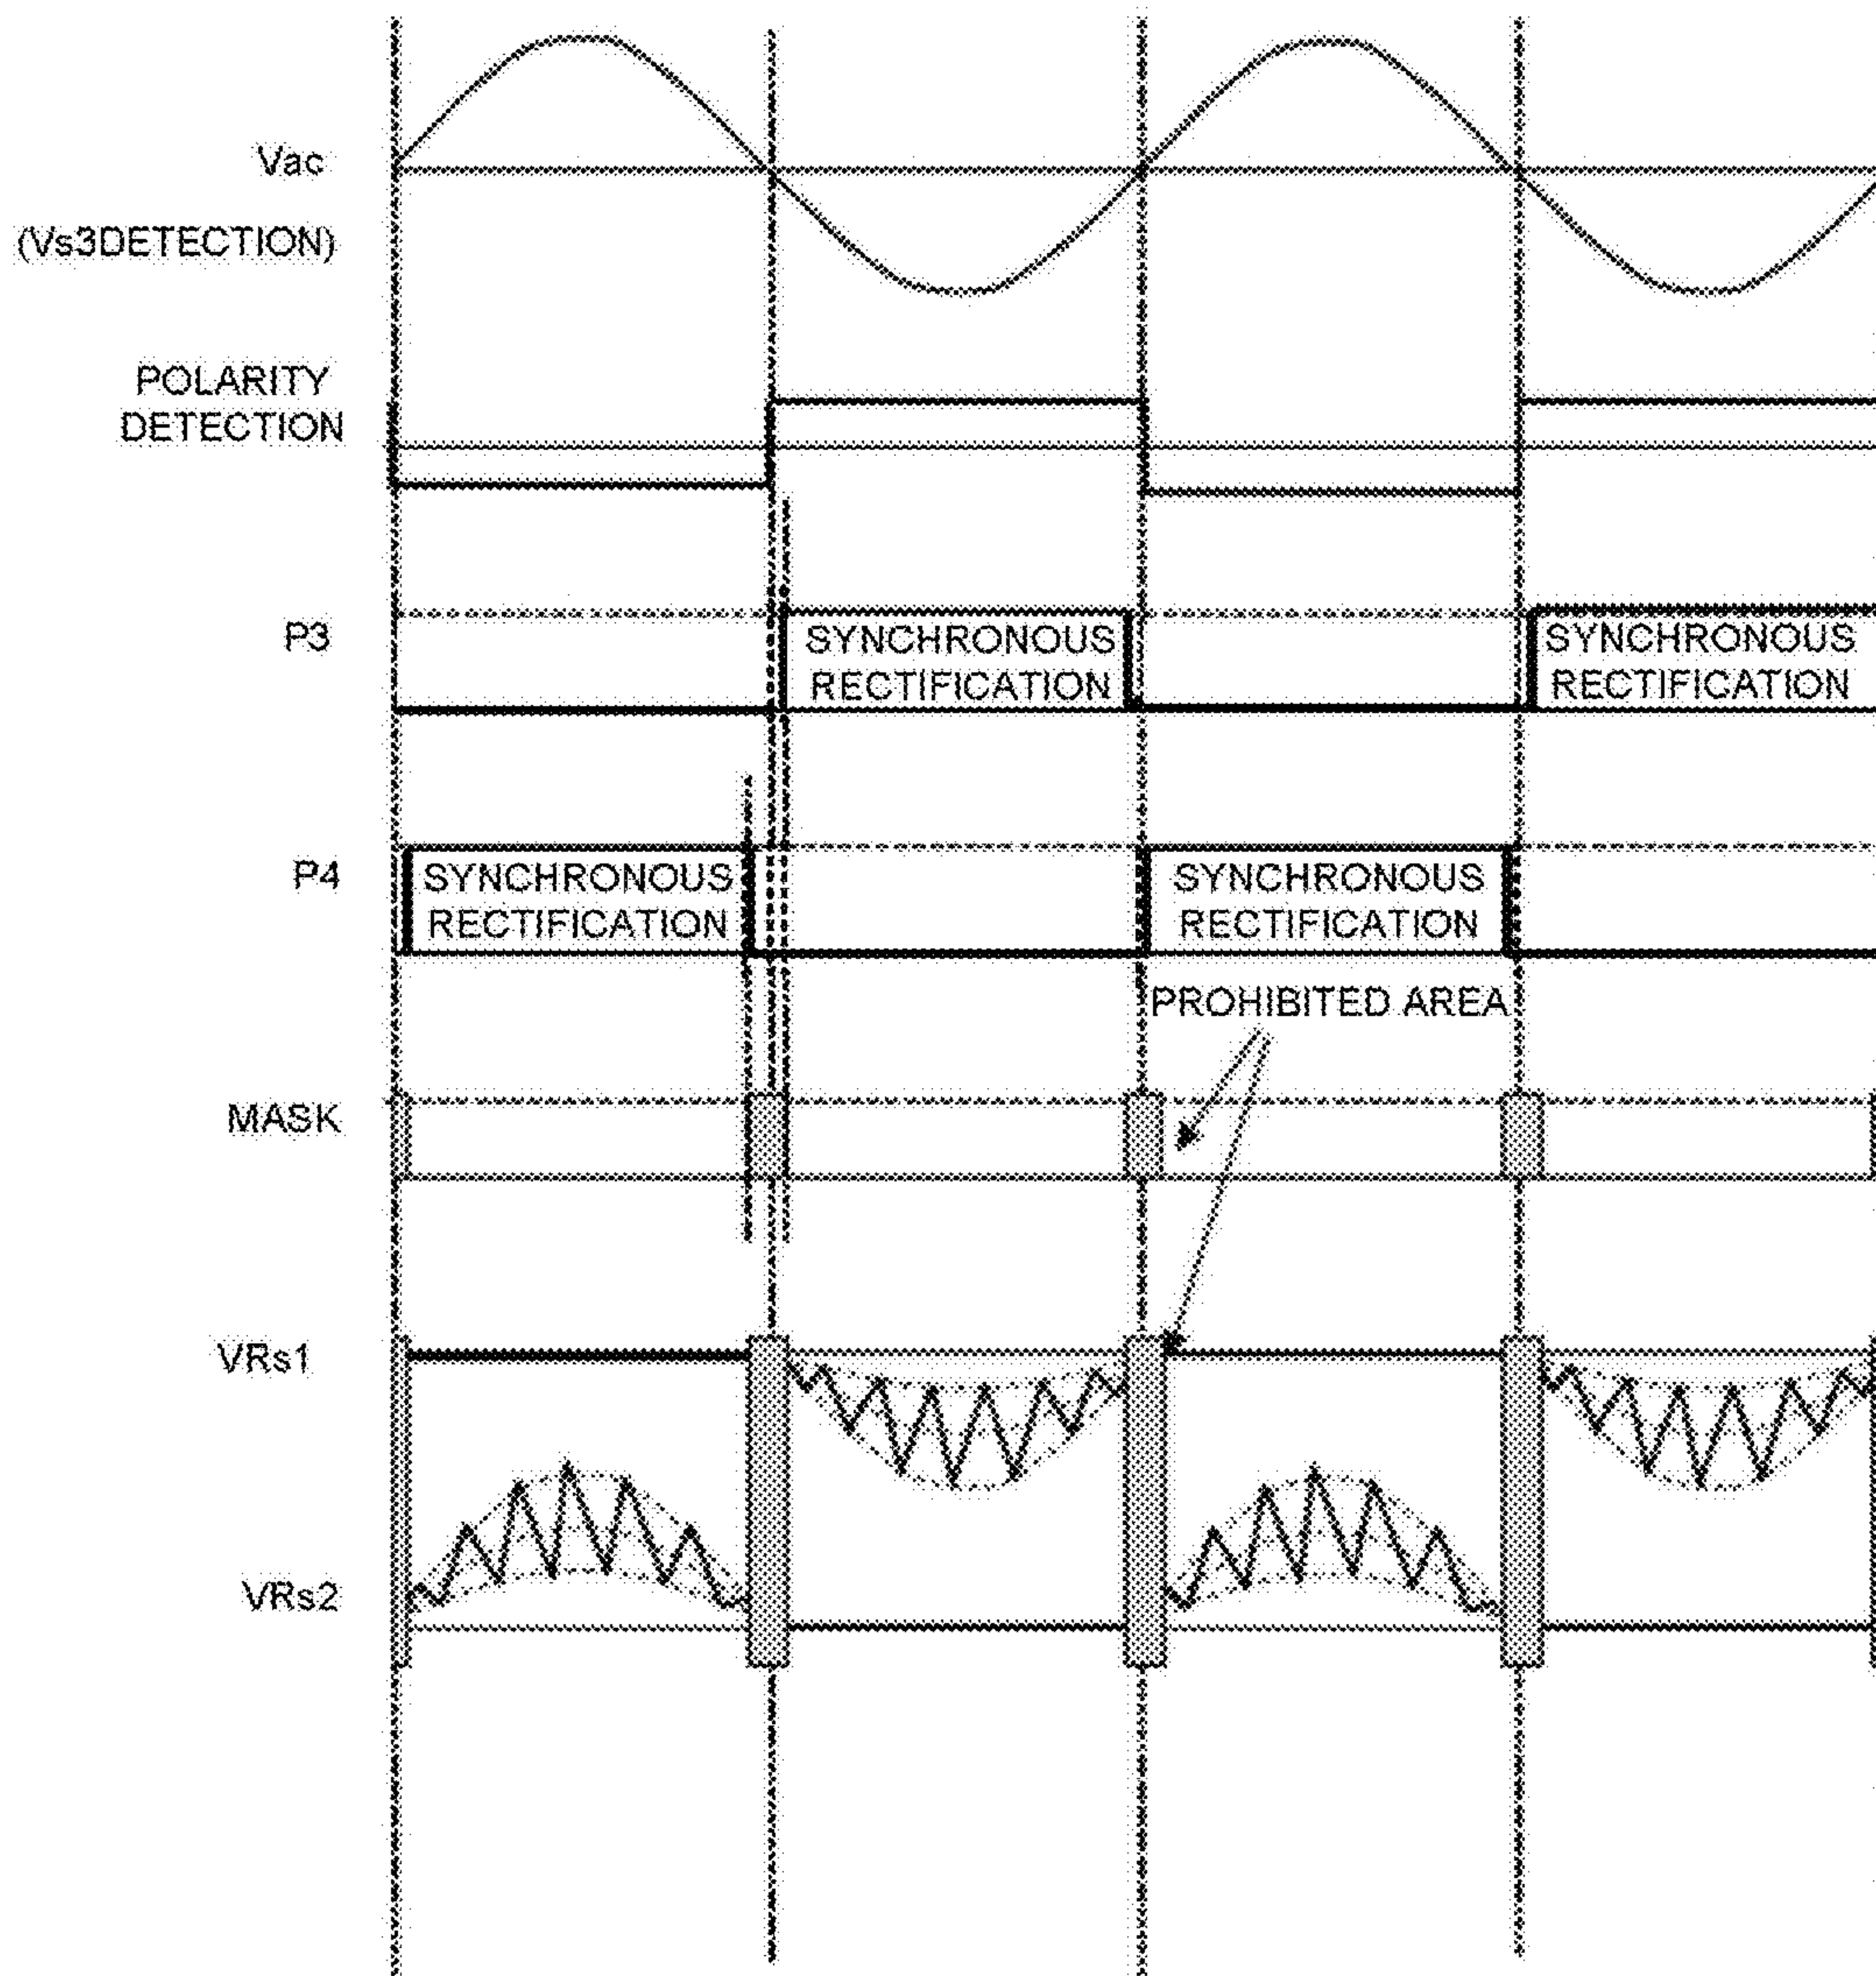 Vac
(Vs3DETECTION)
POLARITY
DETECTION
P3
SYNCHRONOUS
RECTIFICATION
SYNCHRONOUS
RECTIFICATION
P4
SYNCHRONOUS
RECTIFICATION
SYNCHRONOUS
RECTIFICATION
PROHIBITED AREA
MASK
VRs1
VRs2